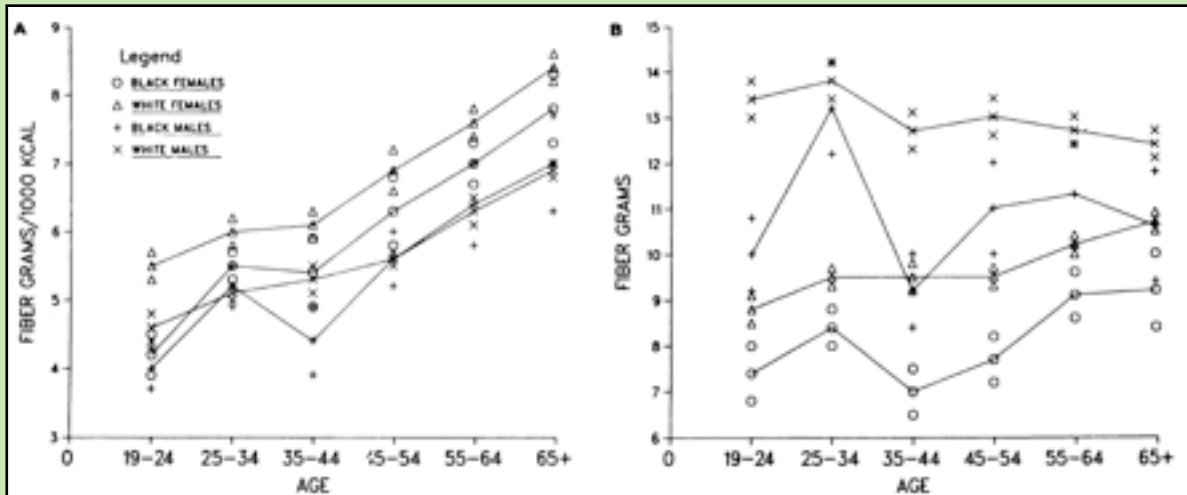 A
FIBER GRAMS/1000 KCAL
9
8
7
6
5
4
3
Legend
BLACK FEMALES
WHITE FEMALES
BLACK MALES
WHITE MALES
0
19-24
25-34
35-44
45-54
55-64
65+
AGE
B
FIBER GRAMS
15
14
13
12
11
10
9
8
7
6
0
19-24
25-34
35-44
45-54
55-64
65+
AGE